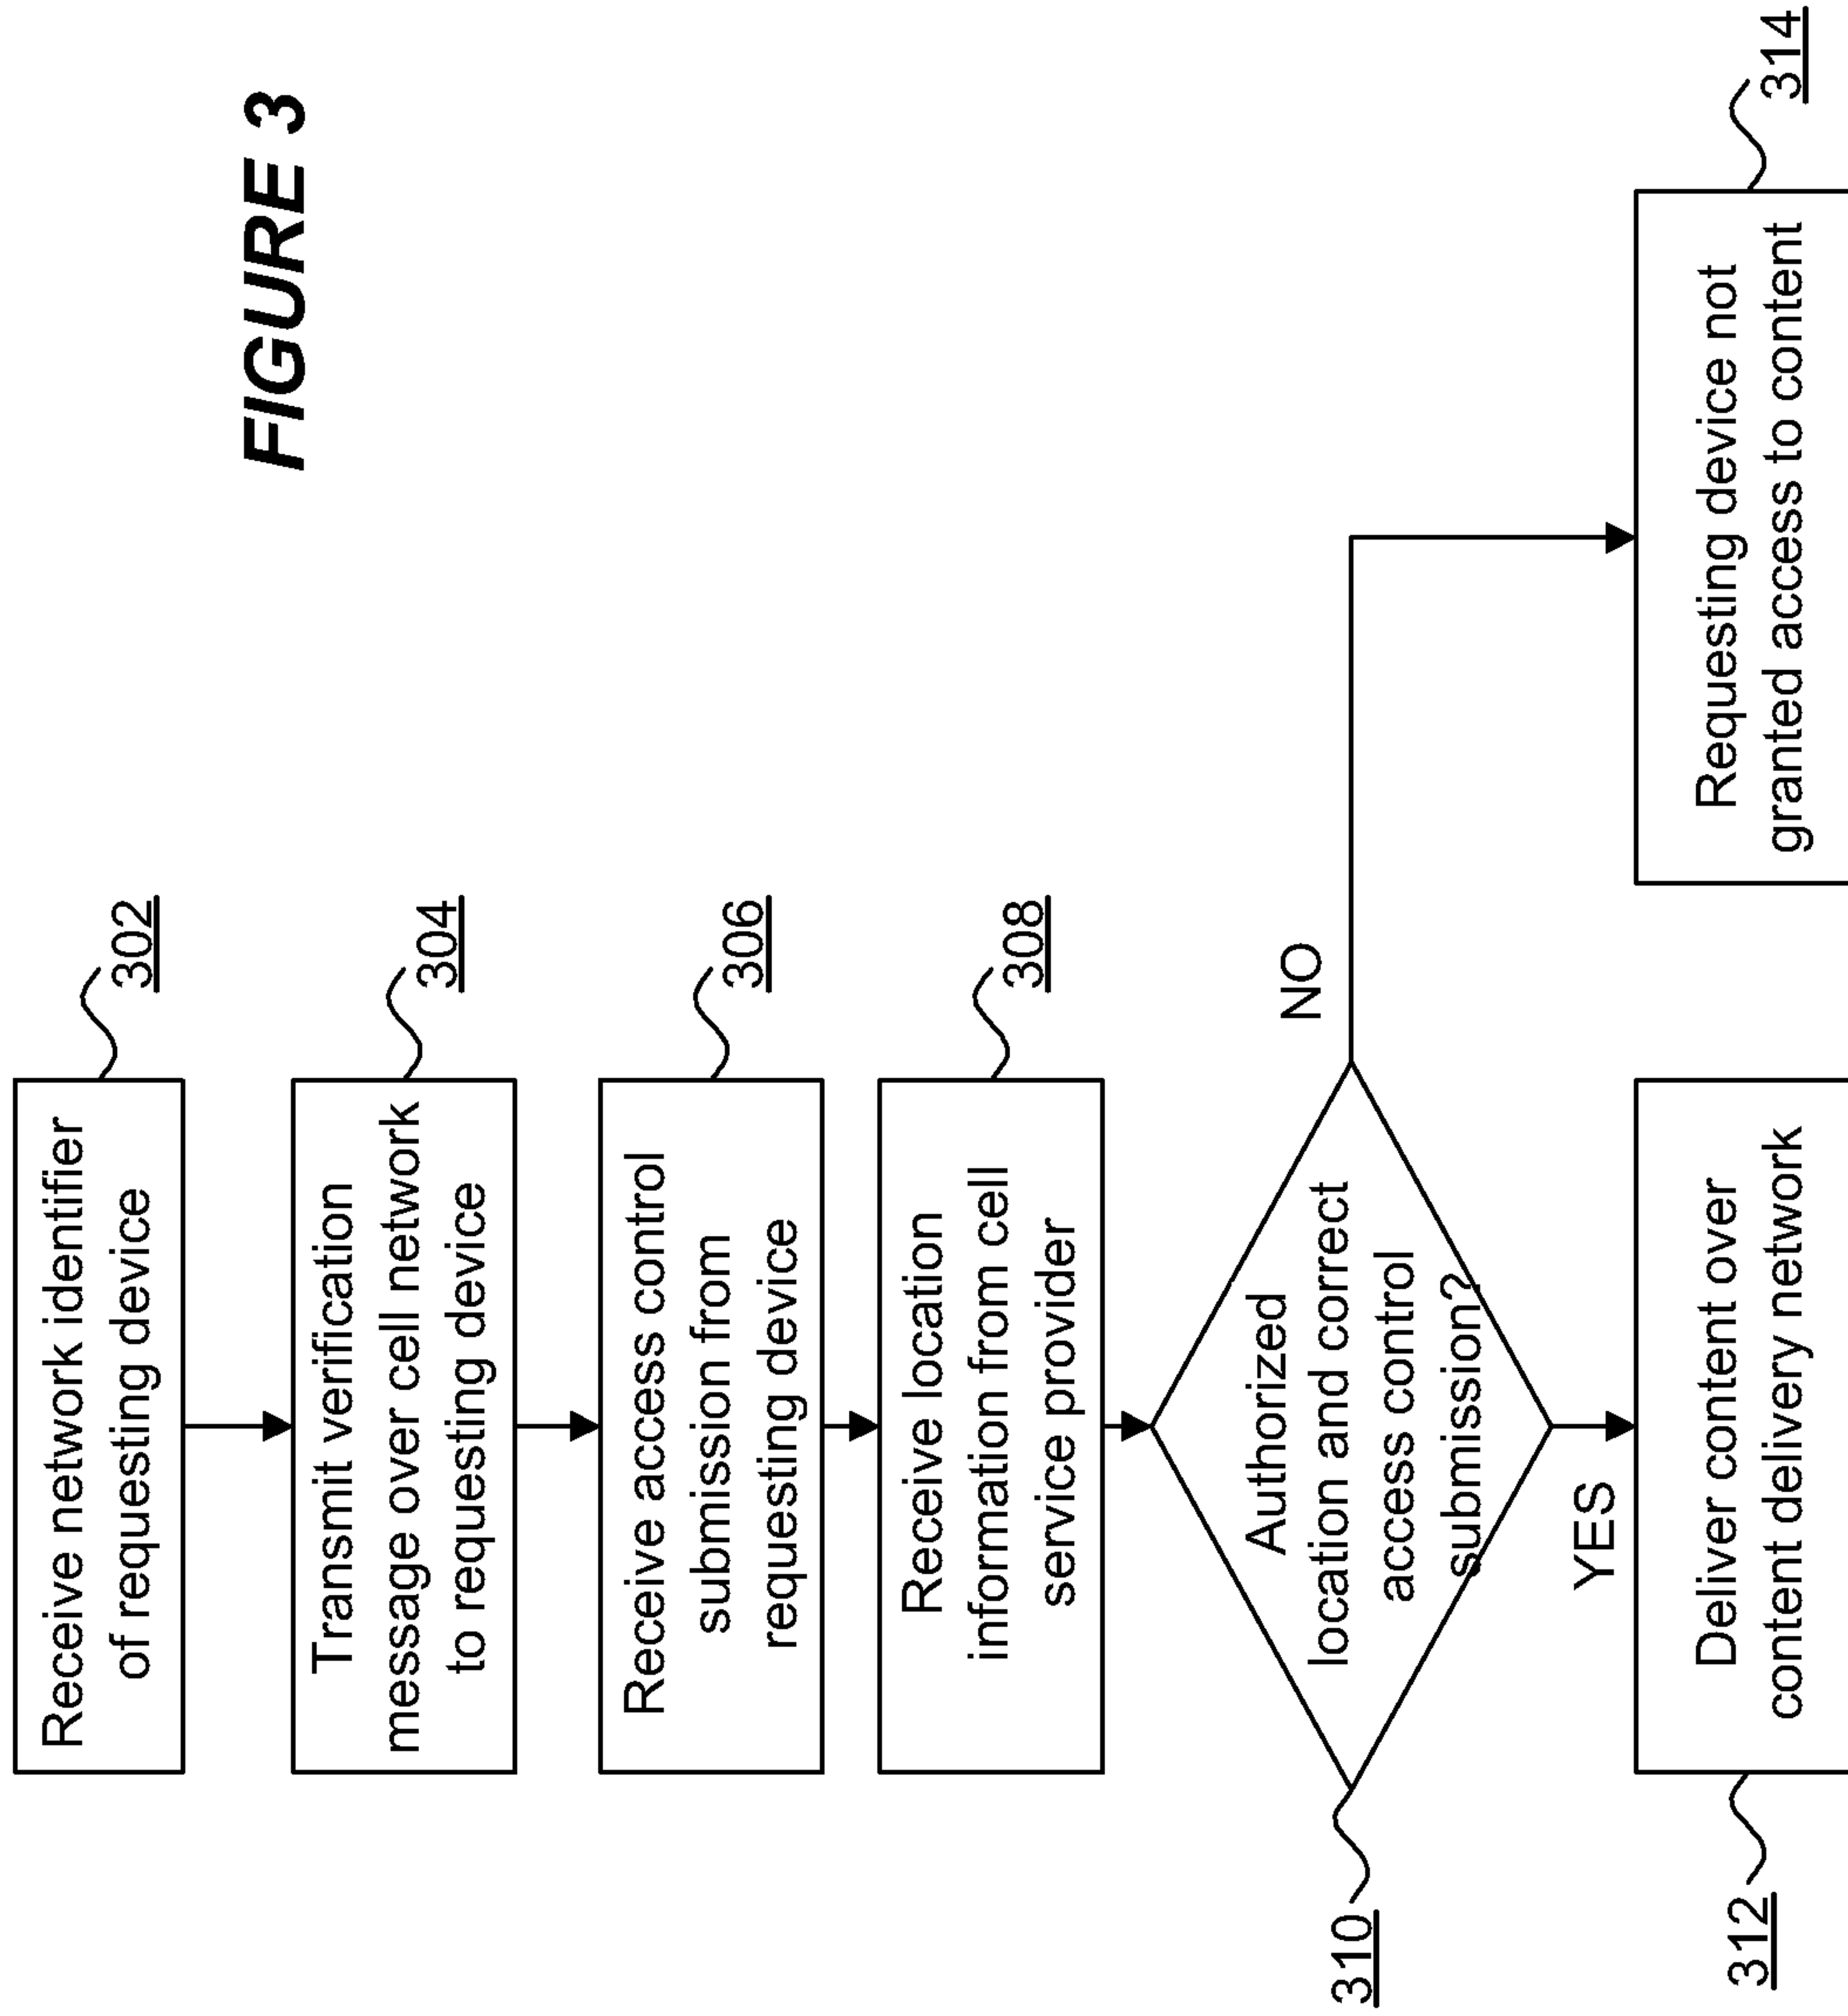 FIGURE 3
Receive network identifier
of requesting device
302
Transmit verification
message over cell network
to requesting device
304
Receive access control
submission from
requesting device
306
Receive location
information from cell
service provider
308
Authorized
location and correct
access control
submission?
310
NO
YES
Deliver content over
content delivery network
312
Requesting device not
granted access to content
314